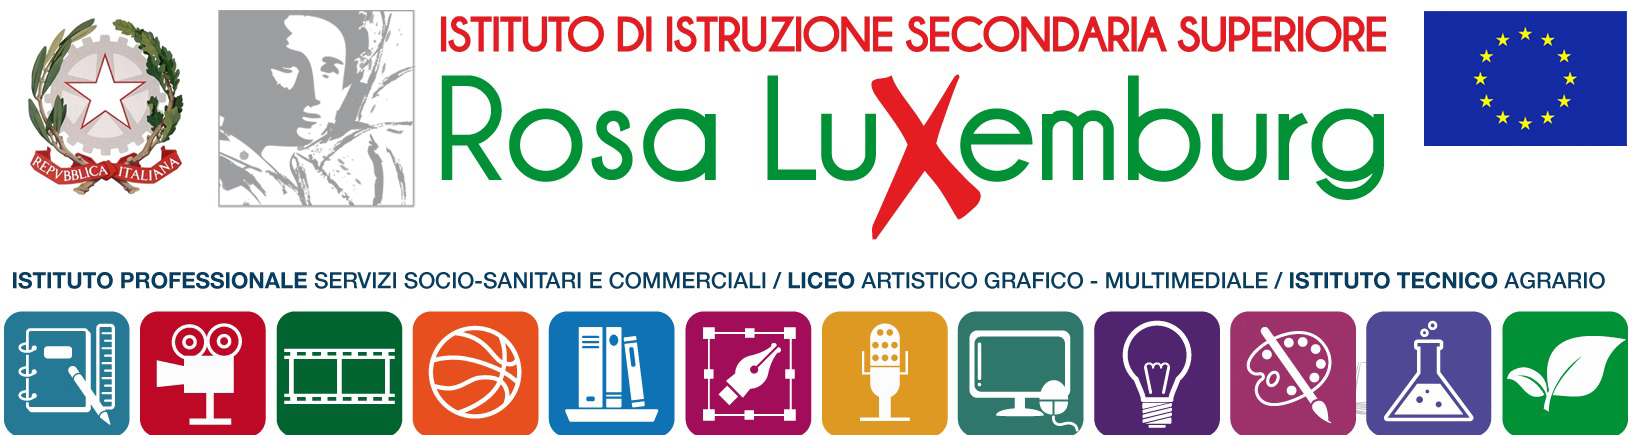 ISTITUTO DI ISTRUZIONE SECONDARIA SUPERIORE
Rosa Luxemburg
REPVBBLICA ITALIANA
ISTITUTO PROFESSIONALE SERVIZI SOCIO-SANITARI E COMMERCIALI / LICEO ARTISTICO GRAFICO - MULTIMEDIALE / ISTITUTO TECNICO AGRARIO